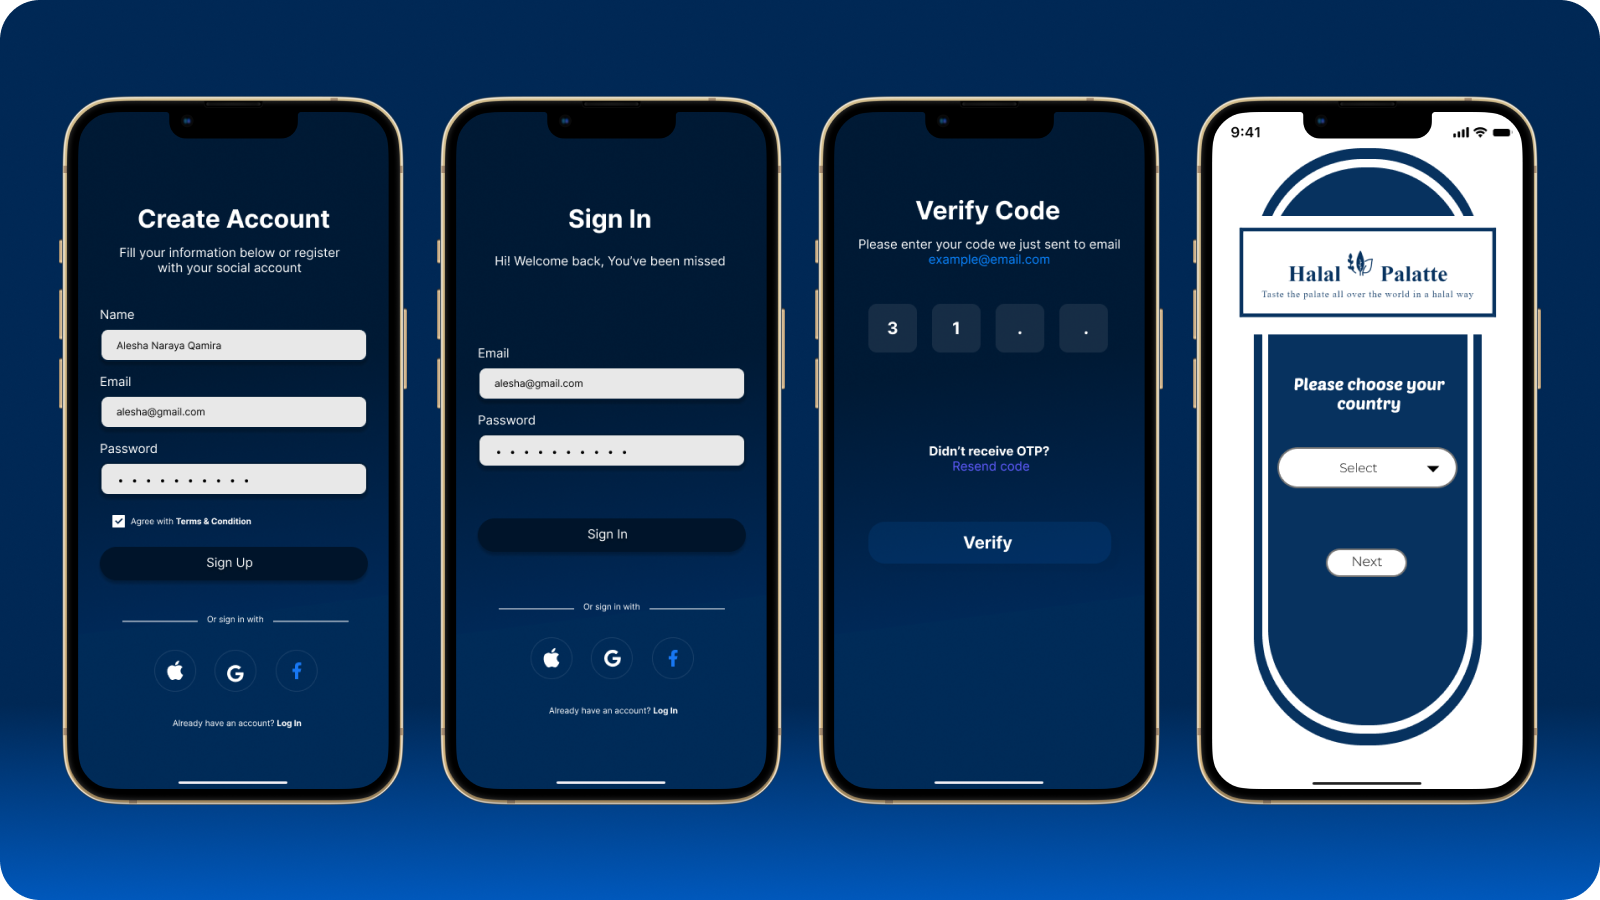 Create Account
Fill your information below or register
with your social account
Name
Alesha Naraya Qamira
Email
alesha@gmail.com
Password
Agree with Terms & Condition
Sign Up
Or sign in with
G
f
Already have an account? Log In
Sign In
Hi! Welcome back, You've been missed
Email
alesha@gmail.com
Password
Sign In
Or sign in with
G
f
Already have an account? Log In
Verify Code
Please enter your code we just sent to email
example@email.com
3 1 . .
Didn't receive OTP?
Resend code
Verify
9:41
Halal Palatte
Taste the palate all over the world in a halal way
Please choose your
country
Select
Next